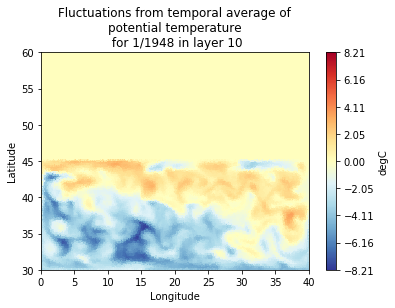 Fluctuations from temporal average of
potential temperature
for 1/1948 in layer 10
60
55
50
45
40
35
30
Latitude
0 5 10 15 20 25 30 35 40
Longitude
8.21
6.16
4.11
2.05
0.00
−2.05
−4.11
−6.16
−8.21
degC